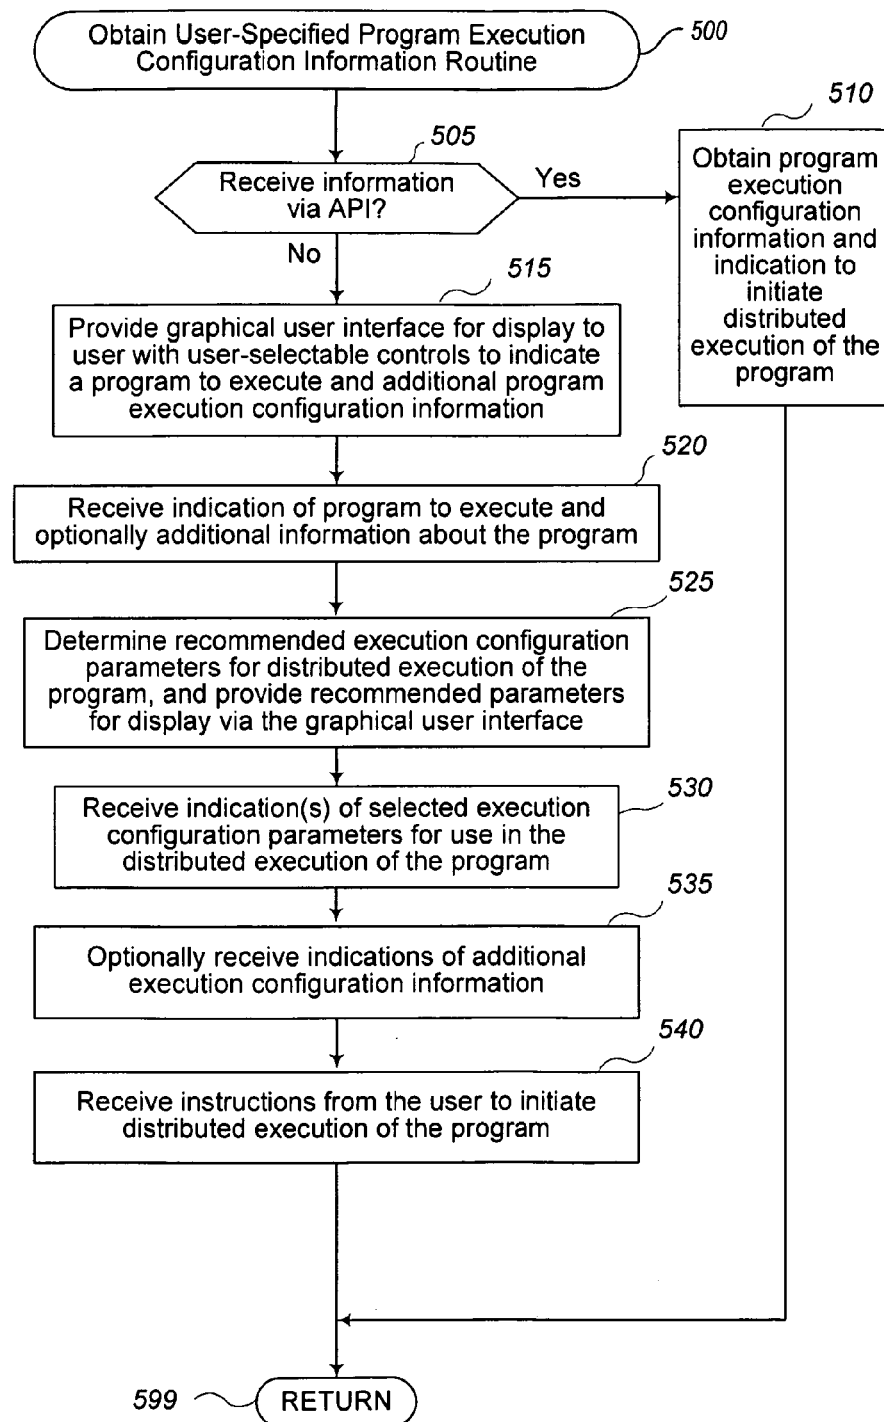 Obtain User-Specified Program Execution
Configuration Information Routine
500
505
Receive information
via API?
Yes
No
510
Obtain program
execution
configuration
information and
indication to
initiate
distributed
execution of the
program
515
Provide graphical user interface for display to
user with user-selectable controls to indicate
a program to execute and additional program
execution configuration information
520
Receive indication of program to execute and
optionally additional information about the program
525
Determine recommended execution configuration
parameters for distributed execution of the
program, and provide recommended parameters
for display via the graphical user interface
530
Receive indication(s) of selected execution
configuration parameters for use in the
distributed execution of the program
535
Optionally receive indications of additional
execution configuration information
540
Receive instructions from the user to initiate
distributed execution of the program
599
RETURN